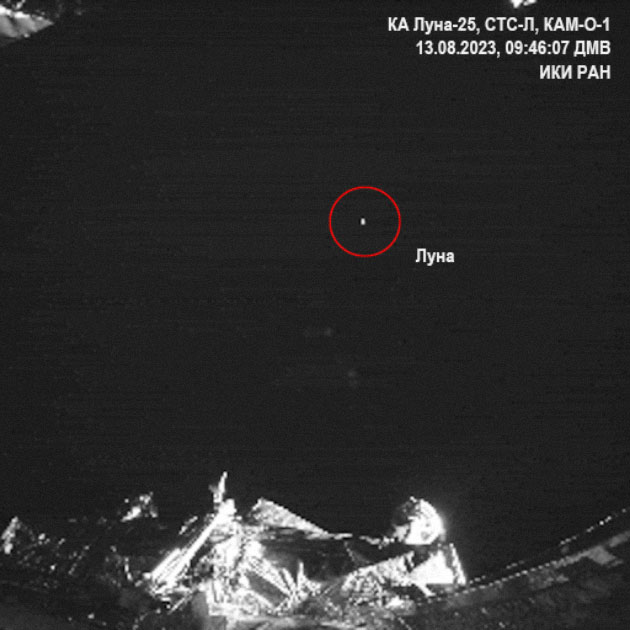 КА Луна-25, СТС-Л, КАМ-О-1
13.08.2023, 09:46:07 ДМВ
ИКИ РАН
Луна